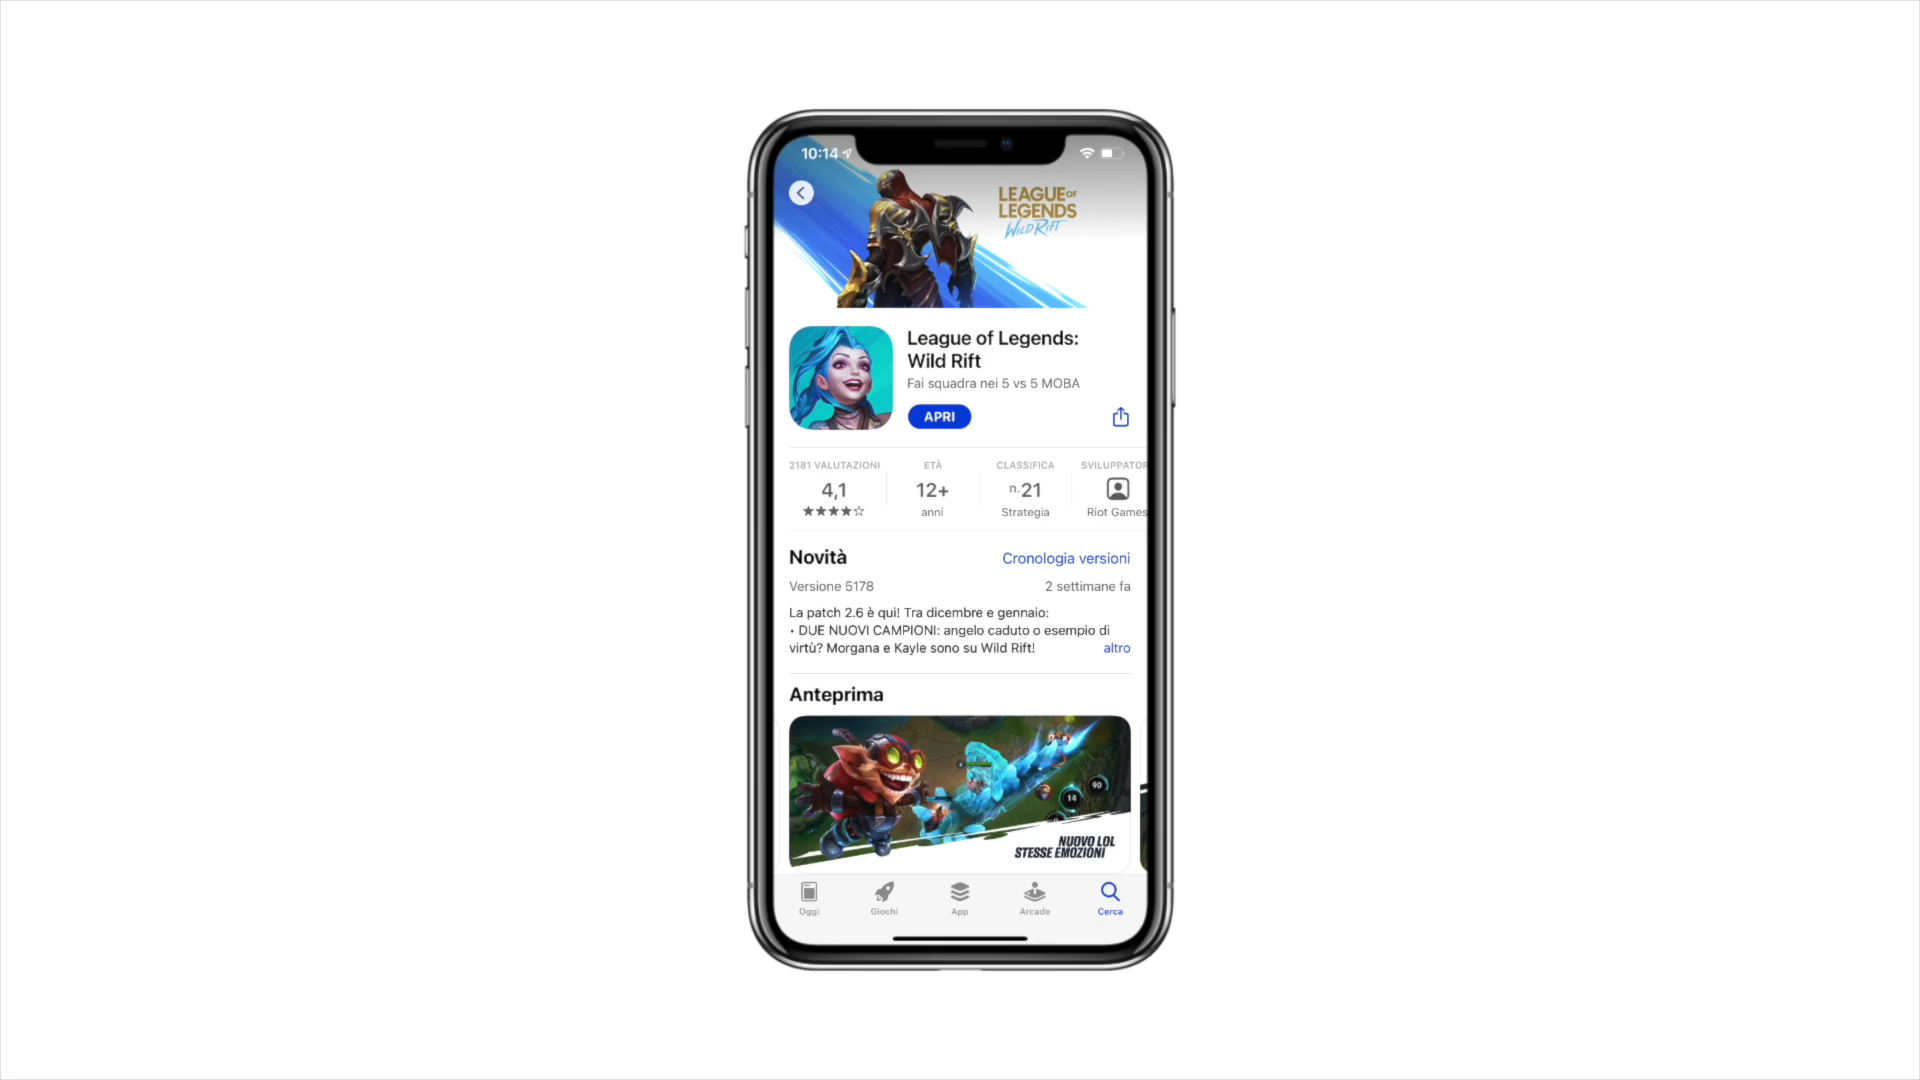 10:14
LEAGUE OF
LEGENDS
WILD RIFT
League of Legends:
Wild Rift
Fai squadra nei 5 vs 5 MOBA
APRI
2181 VALUTAZIONI
4,1
ETÀ
12+
anni
CLASSIFICA
n.21
Strategia
SVILUPPATOR
Riot Games
Novità
Cronologia versioni
Versione 5178
2 settimane fa
La patch 2.6 è qui! Tra dicembre e gennaio:
• DUE NUOVI CAMPIONI: angelo caduto o esempio di
virtù? Morgana e Kayle sono su Wild Rift!
altro
Anteprima
90
14
NUOVO LOL
STESSE EMOZIONI
Oggi
Giochi
App
Arcade
Cerca